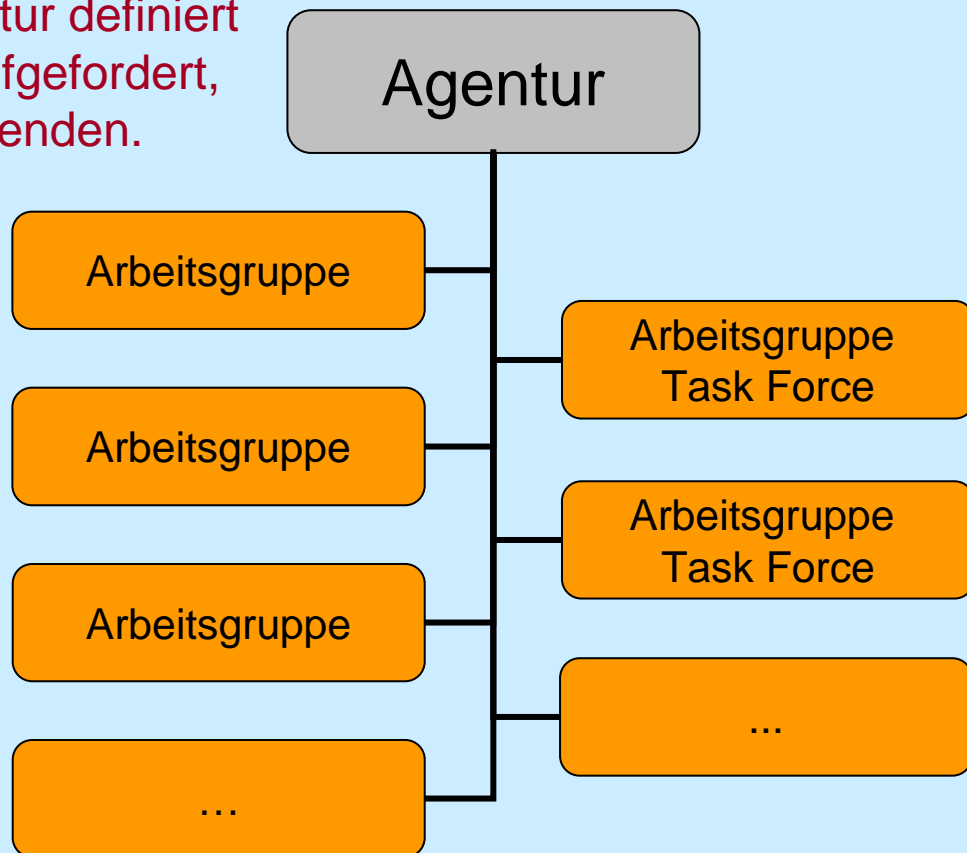 tur definiert
fgefordert,
enden.
Agentur
Arbeitsgruppe
Arbeitsgruppe
Task Force
Arbeitsgruppe
Arbeitsgruppe
Task Force
Arbeitsgruppe
...
...